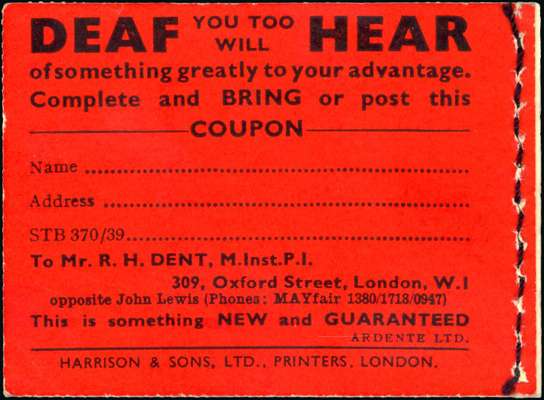 DEAF YOU TOO WILL HEAR
of something greatly to your advantage.
Complete and BRING or post this
COUPON
Name
Address
STB 370/39
To Mr. R. H. DENT, M.Inst.P.I.
309, Oxford Street, London, W.1
opposite John Lewis (Phones: MAYfair 1380/1718/0947)
This is something NEW and GUARANTEED
ARDENTE LTD.
HARRISON & SONS, LTD., PRINTERS, LONDON.